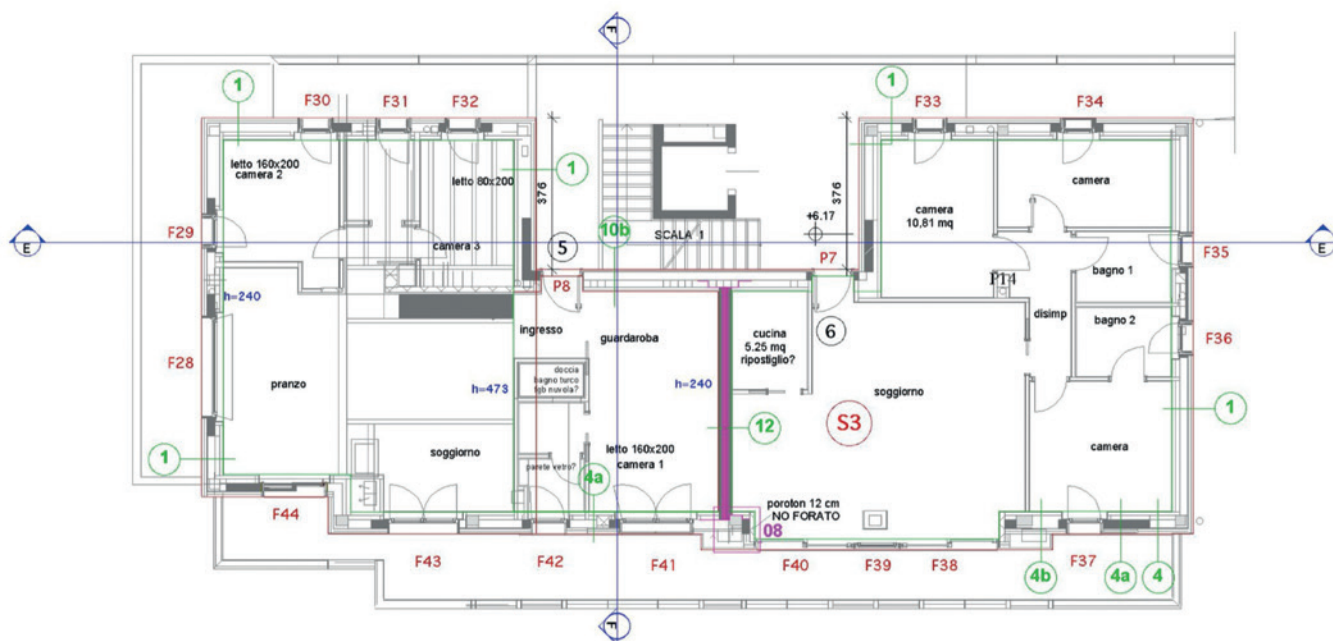 F
1
F30
F31
F32
1
F33
F34
letto 160x200
camera 2
letto 80x200
1
376
376
camera
camera
10,81 mq
+6.17
F29
E
camera 3
5
10b
SCALA 1
P7
P8
E
F35
bagno 1
P14
h=240
disimp
bagno 2
F36
ingresso
guardaroba
cucina
5.25 mq
ripostiglio?
6
F28
pranzo
h=473
doccia
bagno turco
h=240
soggiorno
S3
1
12
1
soggiorno
letto 160x200
camera 1
camera
parete vetro?
4a
poroton 12 cm
NO FORATO
08
F44
F43
F42
F41
F40
F39
F38
F37
4b
4a
4
F